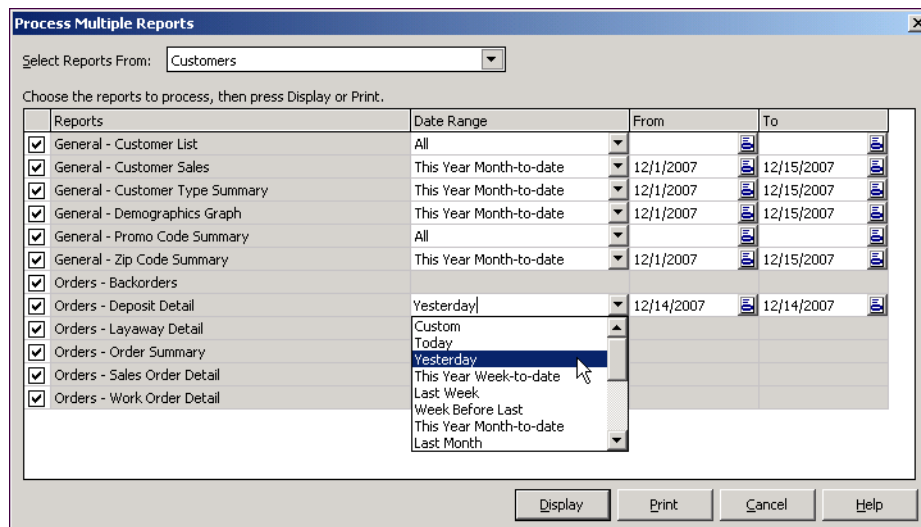 Process Multiple Reports
Select Reports From: Customers
Choose the reports to process, then press Display or Print.
Reports Date Range From To
General - Customer List All
General - Customer Sales This Year Month-to-date 12/1/2007 12/15/2007
General - Customer Type Summary This Year Month-to-date 12/1/2007 12/15/2007
General - Demographics Graph This Year Month-to-date 12/1/2007 12/15/2007
General - Promo Code Summary All
General - Zip Code Summary This Year Month-to-date 12/1/2007 12/15/2007
Orders - Backorders
Orders - Deposit Detail Yesterday 12/14/2007 12/14/2007
Orders - Layaway Detail
Orders - Order Summary
Orders - Sales Order Detail
Orders - Work Order Detail
Custom
Today
Yesterday
This Year Week-to-date
Last Week
Week Before Last
This Year Month-to-date
Last Month
Display Print Cancel Help